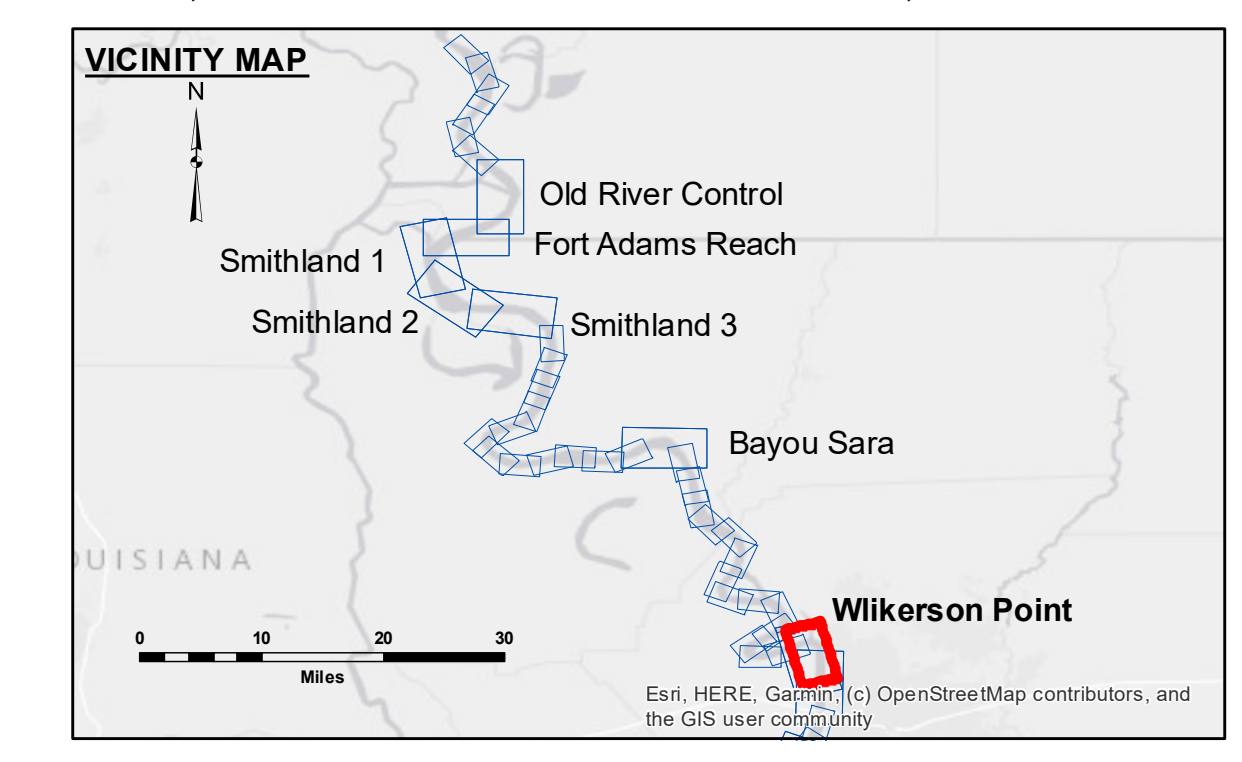 VICINITY MAP
N
Old River Control
Fort Adams Reach
Smithland 1
Smithland 2
Smithland 3
Bayou Sara
OUISIANA
Wlikerson Point
0 10 20 30
Miles
Esri, HERE, Garmin, (c) OpenStreetMap contributors, and
the GIS user community